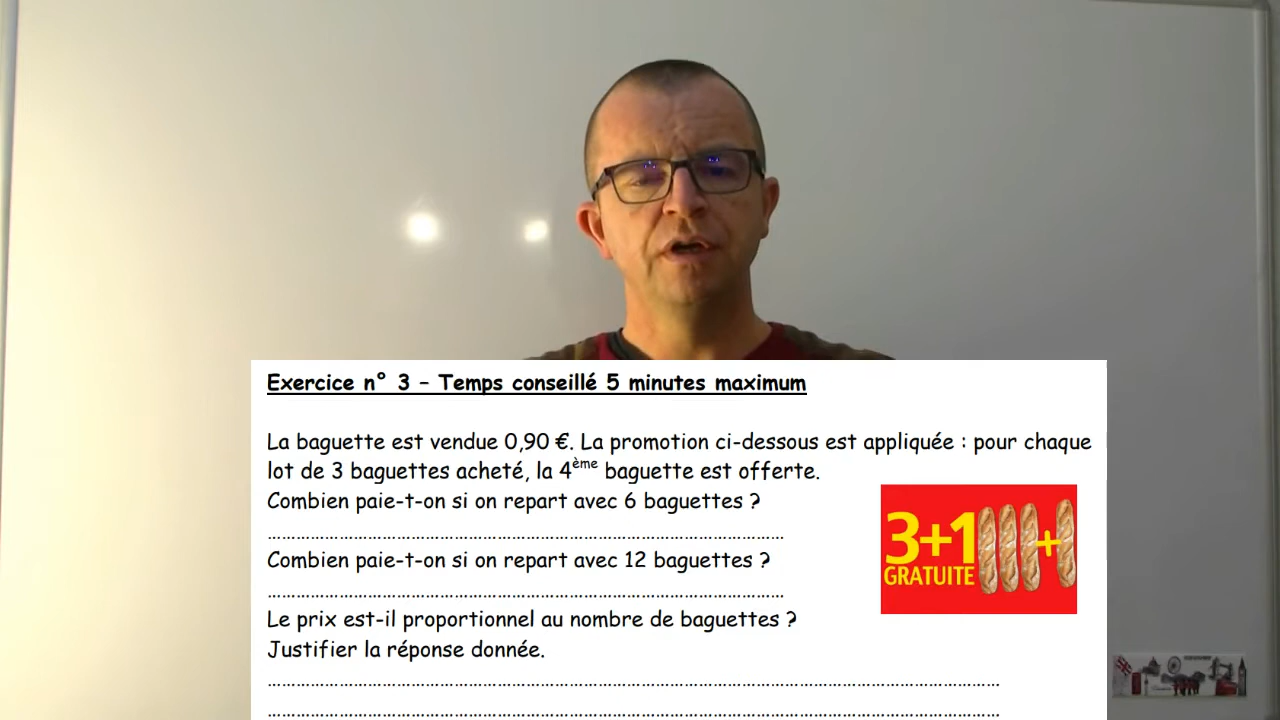 Exercice n° 3 – Temps conseillé 5 minutes maximum
La baguette est vendue 0,90 €. La promotion ci-dessous est appliquée : pour chaque
lot de 3 baguettes acheté, la 4ème baguette est offerte.
Combien paie-t-on si on repart avec 6 baguettes ?
Combien paie-t-on si on repart avec 12 baguettes ?
Le prix est-il proportionnel au nombre de baguettes ?
Justifier la réponse donnée.
3+1
GRATUITE
+